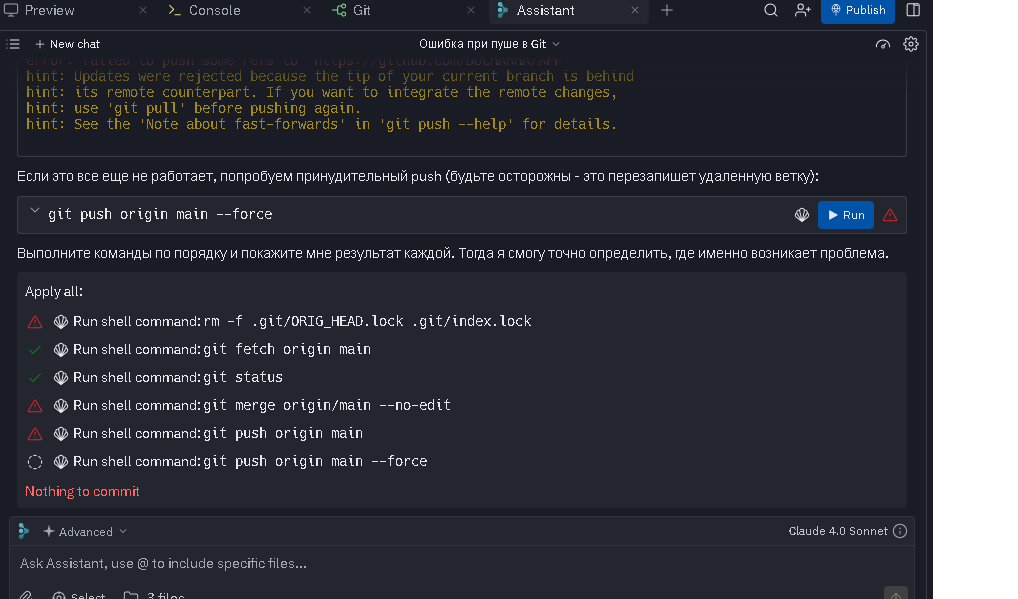 Preview
Console
Git
Assistant
Publish
New chat
Ошибка при пуше в Git
error: failed to push some refs to 'https://github.com/
hint: Updates were rejected because the tip of your current branch is behind
hint: its remote counterpart. If you want to integrate the remote changes,
hint: use 'git pull' before pushing again.
hint: See the 'Note about fast-forwards' in 'git push --help' for details.
Если это все еще не работает, попробуем принудительный push (будьте осторожны - это перезапишет удаленную ветку):
git push origin main --force
Run
Выполните команды по порядку и покажите мне результат каждой. Тогда я смогу точно определить, где именно возникает проблема.
Apply all:
Run shell command: rm -f .git/ORIG_HEAD.lock .git/index.lock
Run shell command: git fetch origin main
Run shell command: git status
Run shell command: git merge origin/main --no-edit
Run shell command: git push origin main
Run shell command: git push origin main --force
Nothing to commit
Advanced
Claude 4.0 Sonnet
Ask Assistant, use @ to include specific files...
Select
3 files